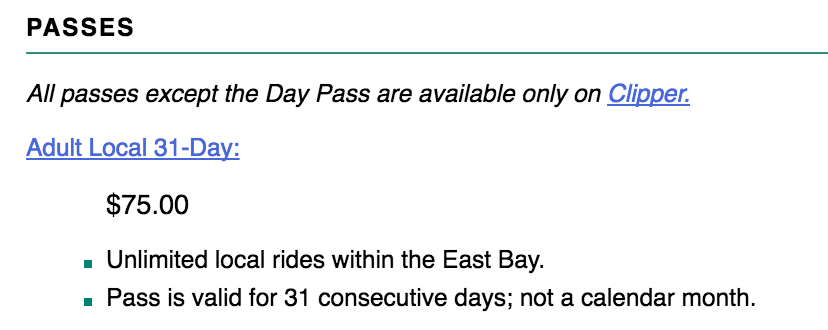 PASSES
All passes except the Day Pass are available only on Clipper.
Adult Local 31-Day:
$75.00
Unlimited local rides within the East Bay.
Pass is valid for 31 consecutive days; not a calendar month.